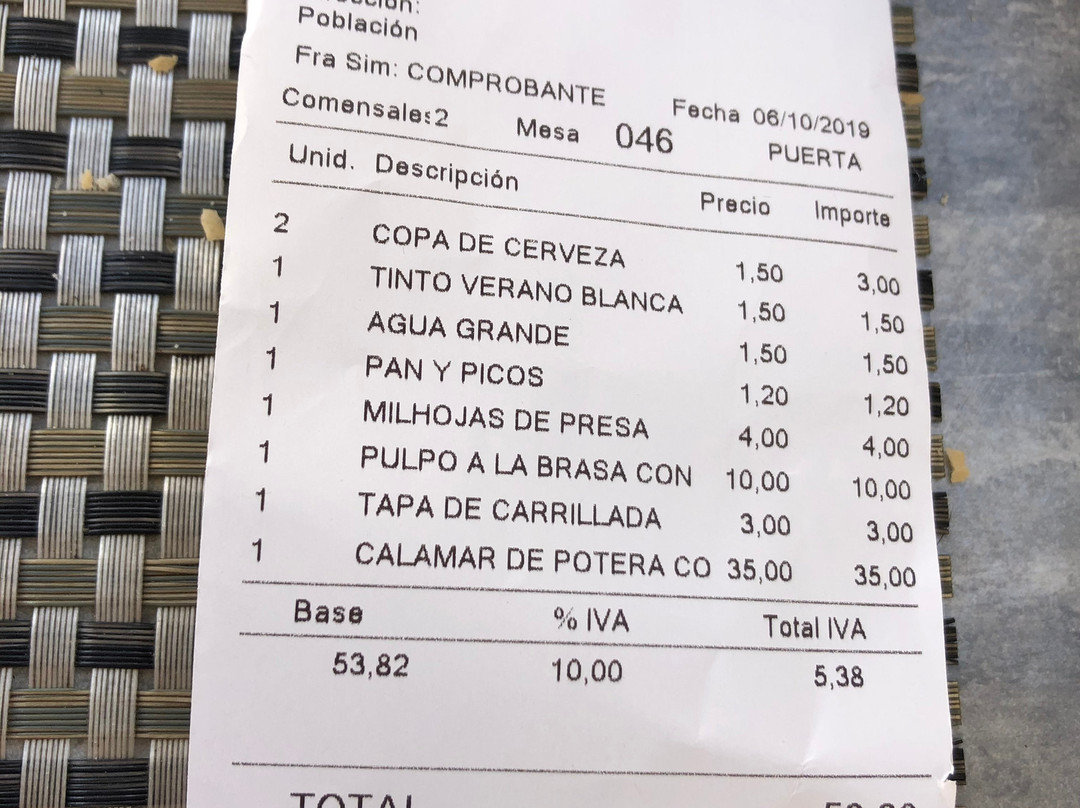 Población
Fra Sim: COMPROBANTE Fecha 06/10/2019
Comensales 2 Mesa 046 PUERTA
Unid. Descripción Precio Importe
2 COPA DE CERVEZA 1,50 3,00
1 TINTO VERANO BLANCA 1,50 1,50
1 AGUA GRANDE 1,50 1,50
1 PAN Y PICOS 1,20 1,20
1 MILHOJAS DE PRESA 4,00 4,00
1 PULPO A LA BRASA CON 10,00 10,00
1 TAPA DE CARRILLADA 3,00 3,00
1 CALAMAR DE POTERA CO 35,00 35,00
Base % IVA Total IVA
53,82 10,00 5,38
TOTAL